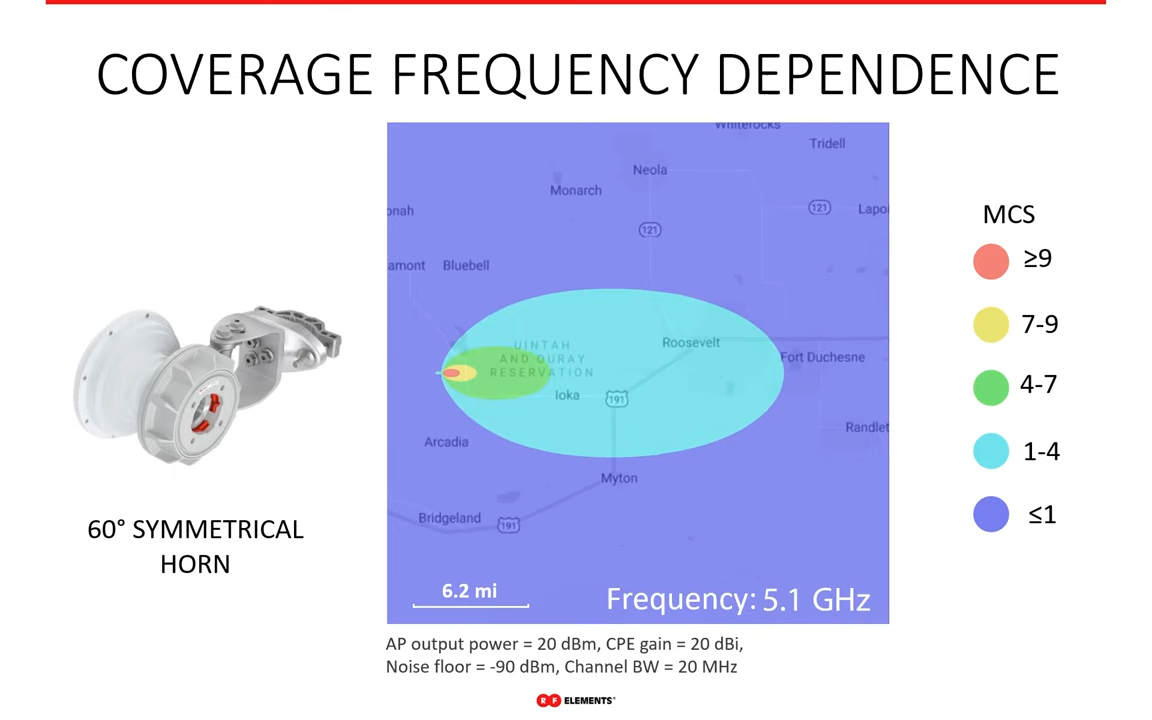 COVERAGE FREQUENCY DEPENDENCE
Whiterocks
Tridell
Neola
Monarch
onah
121
Lapoi
121
amont
Bluebell
UINTAH
AND OURAY
RESERVATION
Roosevelt
Fort Duchesne
Ioka
191
Arcadia
Randlet
Myton
Bridgeland
191
6.2 mi
Frequency: 5.1 GHz
MCS
≥9
7-9
4-7
1-4
≤1
60° SYMMETRICAL
HORN
AP output power = 20 dBm, CPE gain = 20 dBi,
Noise floor = -90 dBm, Channel BW = 20 MHz
RF ELEMENTS